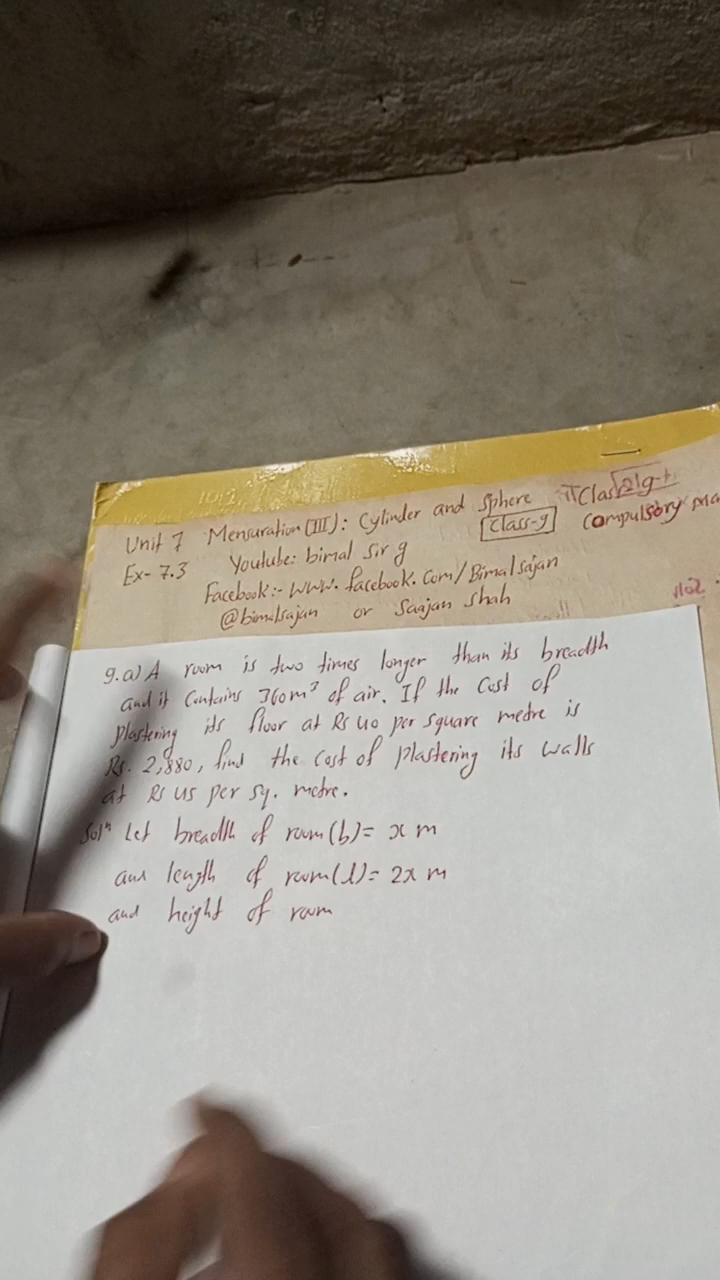 Unit 7 Mensuration (III): Cylinder and Sphere
Class-9
Compulsory
Ex- 7.3 Youtube: bimal Sir g
Facebook:- www.facebook.com/Bimalsajan
@bimalsajan or Saajan Shah
9.a) A room is two times longer than its breadth
and it contains 360m³ of air. If the cost of
plastering its floor at Rs 40 per square metre is
Rs. 2,880, find the cost of plastering its walls
at Rs 45 per sq. metre.
Solⁿ Let breadth of room (b)= x m
and length of room (l)= 2x m
and height of room